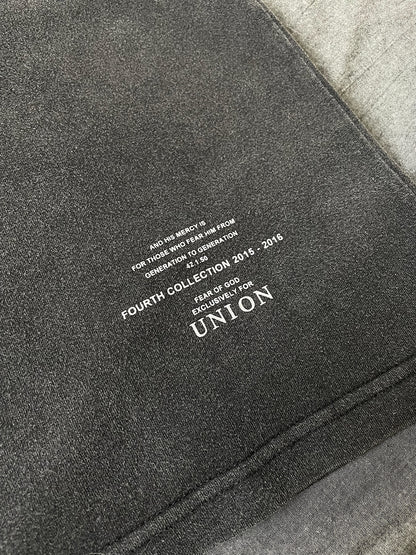 AND HIS MERCY IS
FOR THOSE WHO FEAR HIM FROM
GENERATION TO GENERATION
42.1.50
FOURTH COLLECTION 2015 - 2016
FEAR OF GOD
EXCLUSIVELY FOR
UNION